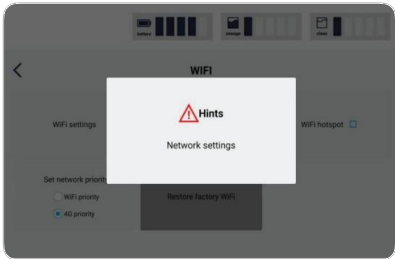 battery
sewage
clean
WIFI
Hints
Network settings
WiFi settings
WiFi hotspot
Set network priority
WiFi priority
4G priority
Restore factory WiFi